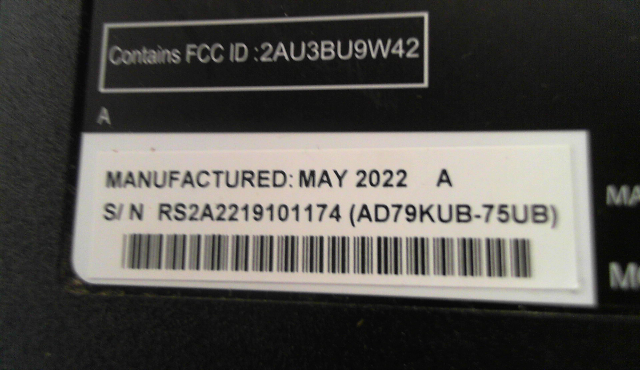 Contains FCC ID :2AU3BU9W42
A
MANUFACTURED: MAY 2022 A
S/N RS2A2219101174 (AD79KUB-75UB)